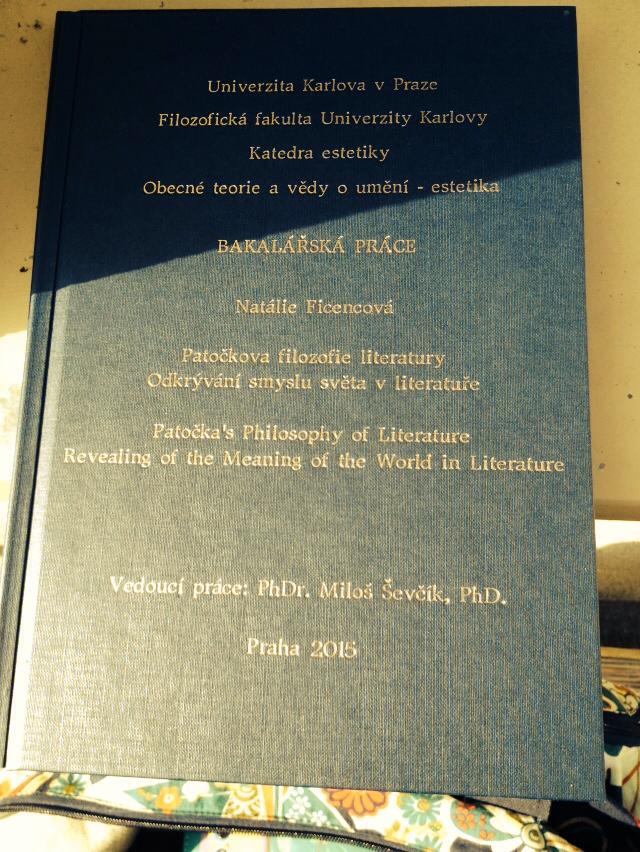 Univerzita Karlova v Praze
Filozofická fakulta Univerzity Karlovy
Katedra estetiky
Obecné teorie a vědy o umění - estetika
BAKALÁŘSKÁ PRÁCE
Natálie Ficencová
Patočkova filozofie literatury
Odkrývání smyslu světa v literatuře
Patočka's Philosophy of Literature
Revealing of the Meaning of the World in Literature
Vedoucí práce: PhDr. Miloš Ševčík, PhD.
Praha 2015